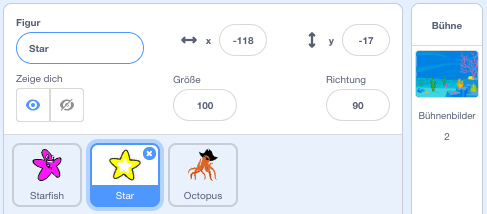 Figur
Star
x -118
y -17
Zeige dich
Größe
100
Richtung
90
Starfish
Star
Octopus
Bühne
Bühnenbilder
2